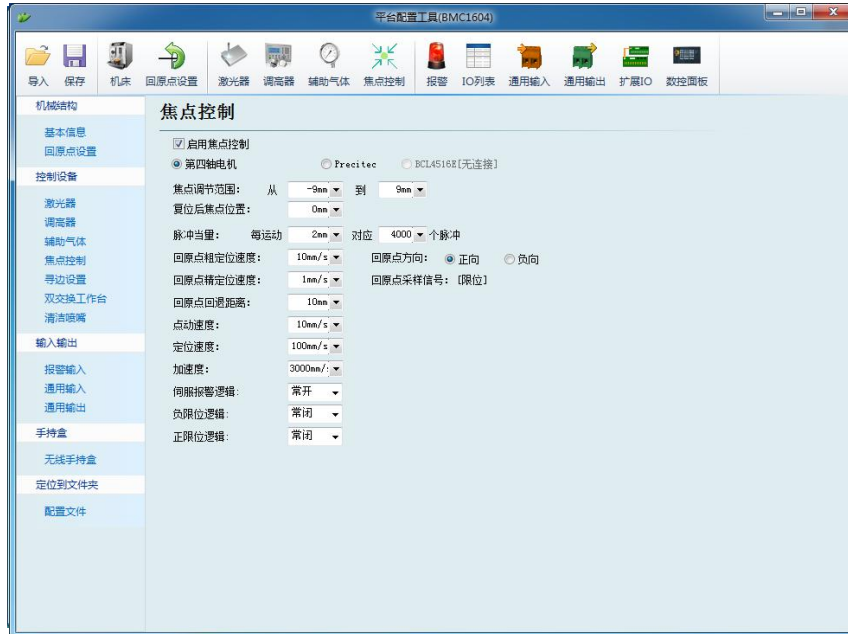 平台配置工具(BMC1604)
导入 保存 机床 回原点设置 激光器 调高器 辅助气体 焦点控制 报警 IO列表 通用输入 通用输出 扩展IO 数控面板
机械结构
基本信息
回原点设置
控制设备
激光器
调高器
辅助气体
焦点控制
寻边设置
双交换工作台
清洁喷嘴
输入输出
报警输入
通用输入
通用输出
手持盒
无线手持盒
定位到文件夹
配置文件
焦点控制
启用焦点控制
第四轴电机 Precitec BCL4516E[无连接]
焦点调节范围: 从 -9mm 到 9mm
复位后焦点位置: 0mm
脉冲当量: 每运动 2mm 对应 4000 个脉冲
回原点粗定位速度: 10mm/s 回原点方向: 正向 负向
回原点精定位速度: 1mm/s 回原点采样信号: [限位]
回原点回退距离: 10mm
点动速度: 10mm/s
定位速度: 100mm/s
加速度: 3000mm/
伺服报警逻辑: 常开
负限位逻辑: 常闭
正限位逻辑: 常闭